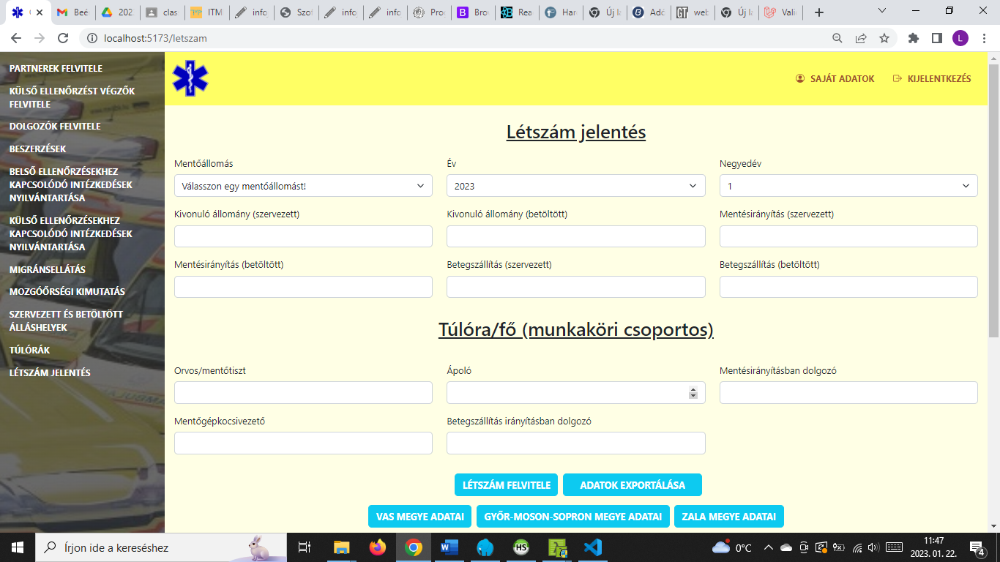 Beé
202
clas
ITM
info
Szof
info
info
Pro
Bro
Rea
Har
Új la
Adó
web
Új la
Vali
localhost:5173/letszam
L
PARTNEREK FELVITELE
KÜLSŐ ELLENŐRZÉST VÉGZŐK
FELVITELE
DOLGOZÓK FELVITELE
BESZERZÉSEK
BELSŐ ELLENŐRZÉSEKHEZ
KAPCSOLÓDÓ INTÉZKEDÉSEK
NYILVÁNTARTÁSA
KÜLSŐ ELLENŐRZÉSEKHEZ
KAPCSOLÓDÓ INTÉZKEDÉSEK
NYILVÁNTARTÁSA
MIGRÁNSELLÁTÁS
MOZGÓŐRSÉGI KIMUTATÁS
SZERVEZETT ÉS BETÖLTÖTT
ÁLLÁSHELYEK
TÚLÓRÁK
LÉTSZÁM JELENTÉS
SAJÁT ADATOK KIJELENTKEZÉS
Létszám jelentés
Mentőállomás Év Negyedév
Válasszon egy mentőállomást! 2023 1
Kivonuló állomány (szervezett) Kivonuló állomány (betöltött) Mentésirányítás (szervezett)
Mentésirányítás (betöltött) Betegszállítás (szervezett) Betegszállítás (betöltött)
Túlóra/fő (munkaköri csoportos)
Orvos/mentőtiszt Ápoló Mentésirányításban dolgozó
Mentőgépkocsivezető Betegszállítás irányításban dolgozó
LÉTSZÁM FELVITELE ADATOK EXPORTÁLÁSA
VAS MEGYE ADATAI GYŐR-MOSON-SOPRON MEGYE ADATAI ZALA MEGYE ADATAI
Írjon ide a kereséshez
HS
0°C
11:47
2023. 01. 22.
4